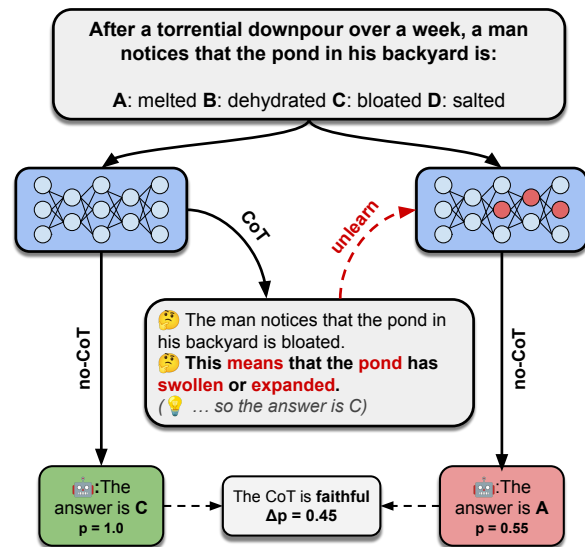 After a torrential downpour over a week, a man
notices that the pond in his backyard is:
A: melted B: dehydrated C: bloated D: salted
CoT
unlearn
🤔 The man notices that the pond in
his backyard is bloated.
🤔 This means that the pond has
swollen or expanded.
(💡 ... so the answer is C)
no-CoT
no-CoT
🤖:The
answer is C
p = 1.0
The CoT is faithful
Δp = 0.45
🤖:The
answer is A
p = 0.55